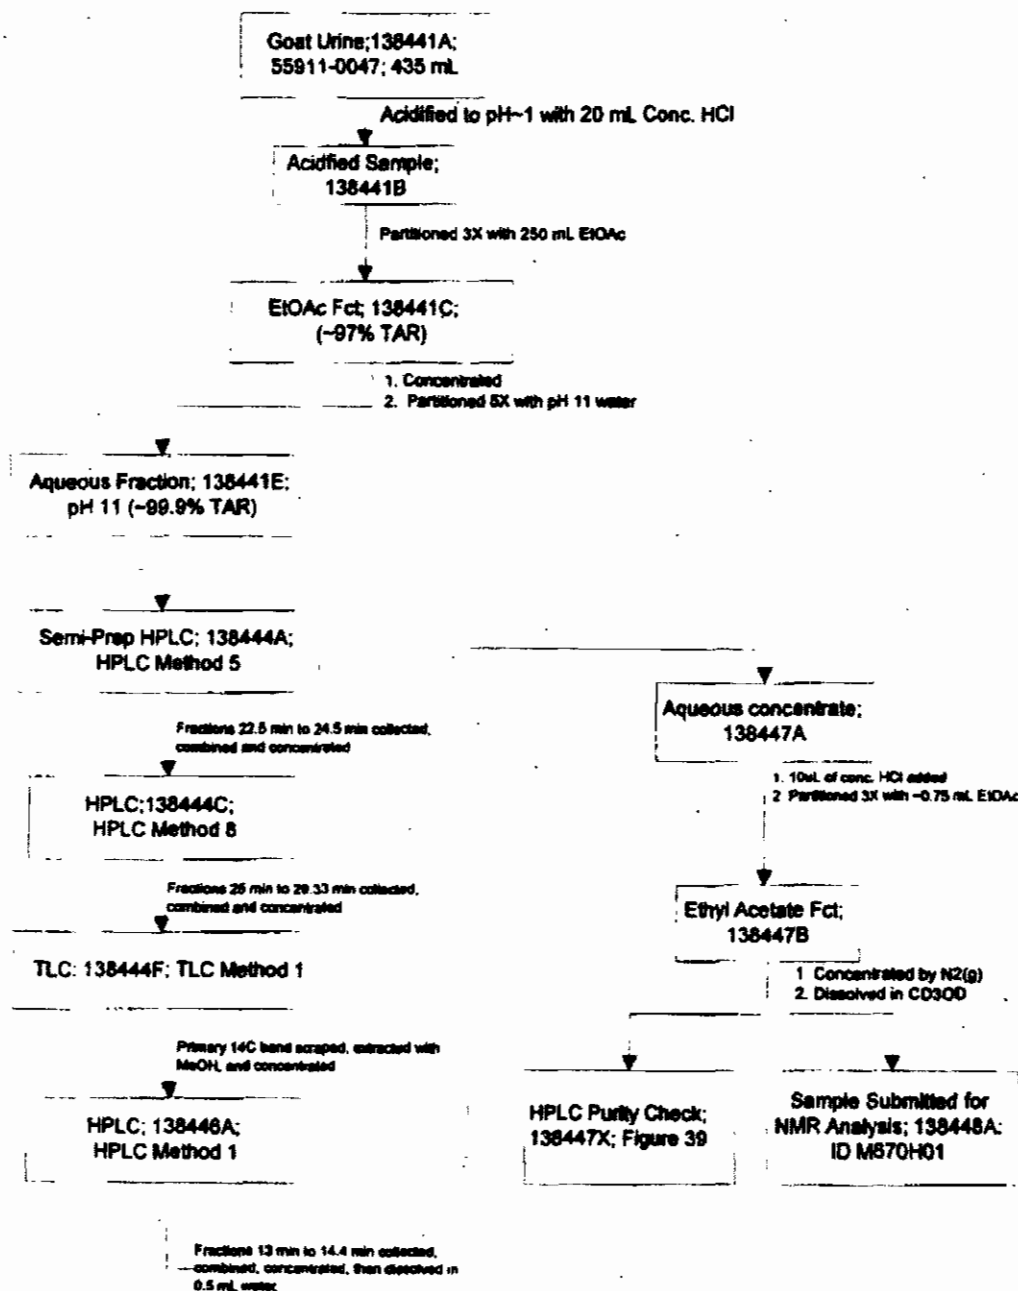 Goat Urine;138441A;
55911-0047; 435 mL
Acidified to pH~1 with 20 mL Conc. HCl
Acidfied Sample;
138441B
Partitioned 3X with 250 mL EtOAc
EtOAc Fct; 138441C;
(~97% TAR)
1. Concentrated
2. Partitioned 5X with pH 11 water
Aqueous Fraction; 138441E;
pH 11 (~99.9% TAR)
Semi-Prep HPLC; 138444A;
HPLC Method 5
Fractions 22.5 min to 24.5 min collected,
combined and concentrated
HPLC;138444C;
HPLC Method 8
Fractions 25 min to 29.33 min collected,
combined and concentrated
TLC: 138444F; TLC Method 1
Primary 14C band scraped, extracted with
MeOH, and concentrated
HPLC; 138446A;
HPLC Method 1
Fractions 13 min to 14.4 min collected,
combined, concentrated, then dissolved in
0.5 mL water.
Aqueous concentrate;
138447A
1. 10uL of conc. HCl added
2 Partitioned 3X with ~0.75 mL EtOAc
Ethyl Acetate Fct;
138447B
1 Concentrated by N2(g)
2. Dissolved in CD3OD
HPLC Purity Check;
138447X; Figure 39
Sample Submitted for
NMR Analysis; 138448A:
ID M670H01